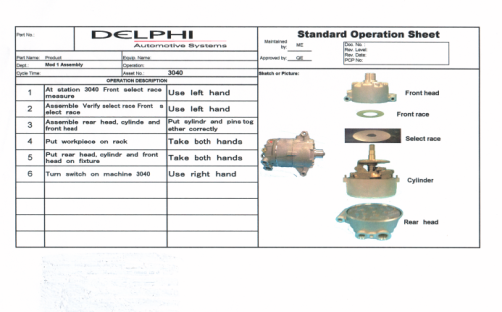 Part No.:
DELPHI
Automotive Systems
Standard Operation Sheet
Maintained by: ME
Doc. No.:
Rev. Level:
Rev. Date:
PCP No:
Approved by: GE
Part Name: Product
Equip. Name:
Dept.: Mod 1 Assembly
Operation:
Cycle Time:
Asset No.: 3040
OPERATION DESCRIPTION
Sketch or Picture:
1 At station 3040 Front select race
measure
Use left hand
2 Assemble Verify select race Front s
elect race
Use left hand
3 Assemble rear head, cylinde and
front head
Put sylindr and pins tog
ether correctly
4 Put workpiece on rack
Take both hands
5 Put rear head, cylindr and front
head on fixture
Take both hands
6 Turn switch on machine 3040
Use right hand
Front head
Front race
Select race
Cylinder
Rear head